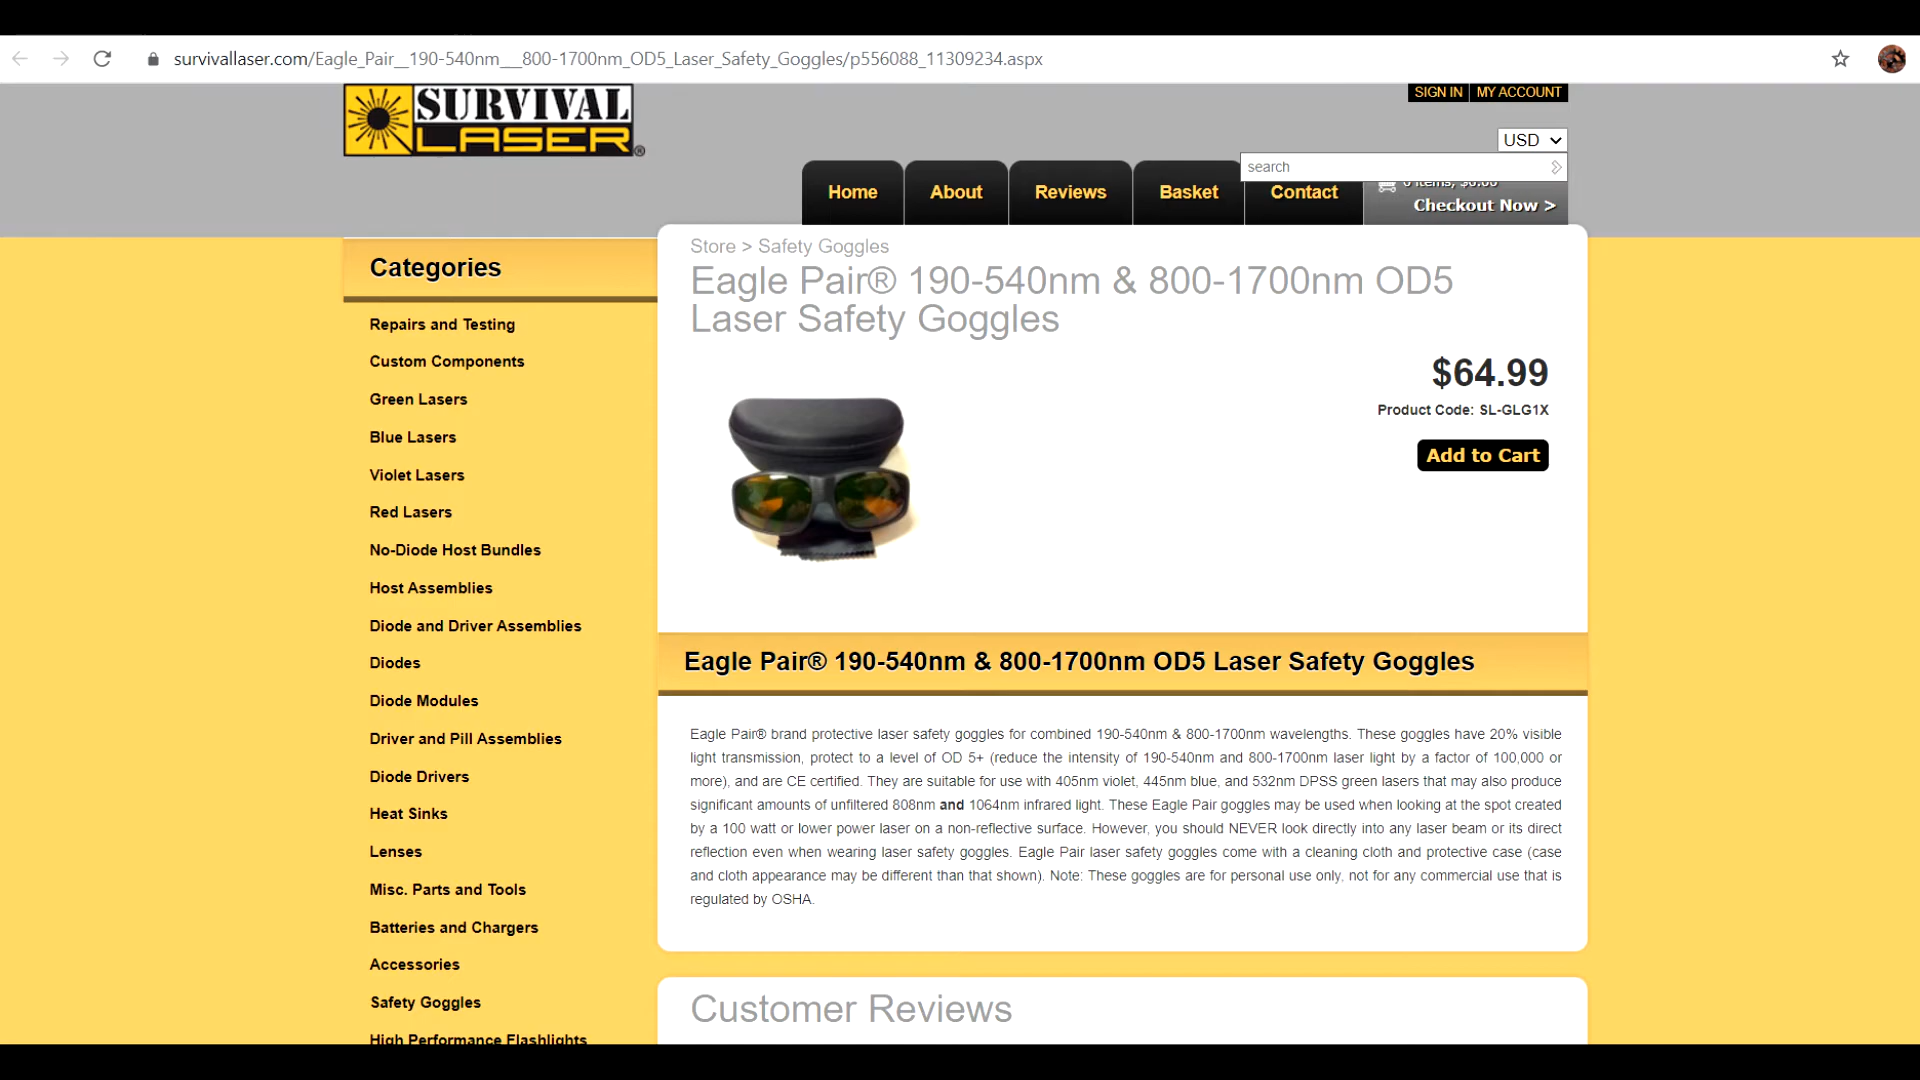 survivallaser.com/Eagle_Pair__190-540nm___800-1700nm_OD5_Laser_Safety_Goggles/p556088_11309234.aspx
SURVIVAL
LASER®
SIGN IN
MY ACCOUNT
USD
search
0 items, $0.00
Checkout Now >
Home
About
Reviews
Basket
Contact
Categories
Repairs and Testing
Custom Components
Green Lasers
Blue Lasers
Violet Lasers
Red Lasers
No-Diode Host Bundles
Host Assemblies
Diode and Driver Assemblies
Diodes
Diode Modules
Driver and Pill Assemblies
Diode Drivers
Heat Sinks
Lenses
Misc. Parts and Tools
Batteries and Chargers
Accessories
Safety Goggles
High Performance Flashlights
Store > Safety Goggles
Eagle Pair® 190-540nm & 800-1700nm OD5
Laser Safety Goggles
$64.99
Product Code: SL-GLG1X
Add to Cart
Eagle Pair® 190-540nm & 800-1700nm OD5 Laser Safety Goggles
Eagle Pair® brand protective laser safety goggles for combined 190-540nm & 800-1700nm wavelengths. These goggles have 20% visible
light transmission, protect to a level of OD 5+ (reduce the intensity of 190-540nm and 800-1700nm laser light by a factor of 100,000 or
more), and are CE certified. They are suitable for use with 405nm violet, 445nm blue, and 532nm DPSS green lasers that may also produce
significant amounts of unfiltered 808nm and 1064nm infrared light. These Eagle Pair goggles may be used when looking at the spot created
by a 100 watt or lower power laser on a non-reflective surface. However, you should NEVER look directly into any laser beam or its direct
reflection even when wearing laser safety goggles. Eagle Pair laser safety goggles come with a cleaning cloth and protective case (case
and cloth appearance may be different than that shown). Note: These goggles are for personal use only, not for any commercial use that is
regulated by OSHA.
Customer Reviews